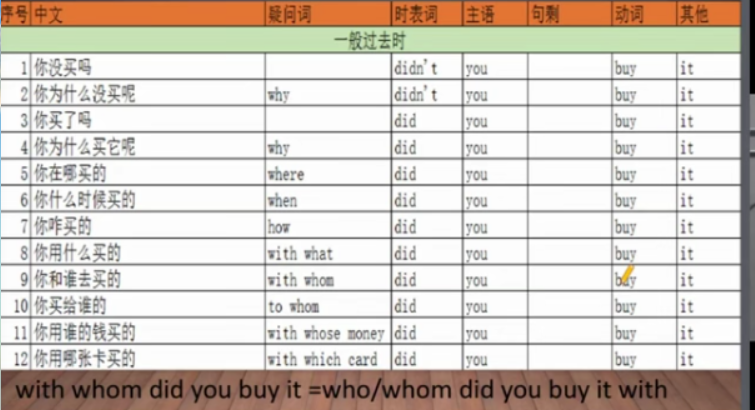 序号 中文 疑问词 时表词 主语 句剩 动词 其他
一般过去时
1 你没买吗 didn't you buy it
2 你为什么没买呢 why didn't you buy it
3 你买了吗 did you buy it
4 你为什么买它呢 why did you buy it
5 你在哪买的 where did you buy it
6 你什么时候买的 when did you buy it
7 你咋买的 how did you buy it
8 你用什么买的 with what did you buy it
9 你和谁去买的 with whom did you buy it
10 你买给谁的 to whom did you buy it
11 你用谁的钱买的 with whose money did you buy it
12 你用哪张卡买的 with which card did you buy it
with whom did you buy it =who/whom did you buy it with